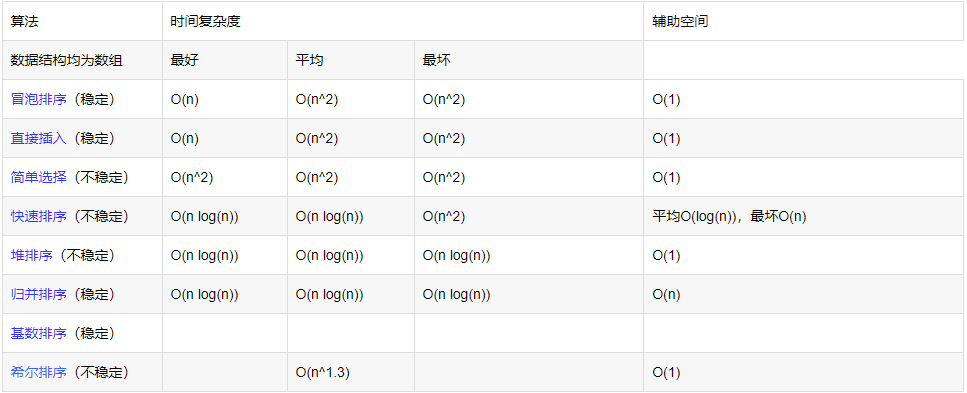 算法 时间复杂度 辅助空间
数据结构均为数组 最好 平均 最坏
冒泡排序（稳定） O(n) O(n^2) O(n^2) O(1)
直接插入（稳定） O(n) O(n^2) O(n^2) O(1)
简单选择（不稳定） O(n^2) O(n^2) O(n^2) O(1)
快速排序（不稳定） O(n log(n)) O(n log(n)) O(n^2) 平均O(log(n))，最坏O(n)
堆排序（不稳定） O(n log(n)) O(n log(n)) O(n log(n)) O(1)
归并排序（稳定） O(n log(n)) O(n log(n)) O(n log(n)) O(n)
基数排序（稳定）
希尔排序（不稳定） O(n^1.3) O(1)